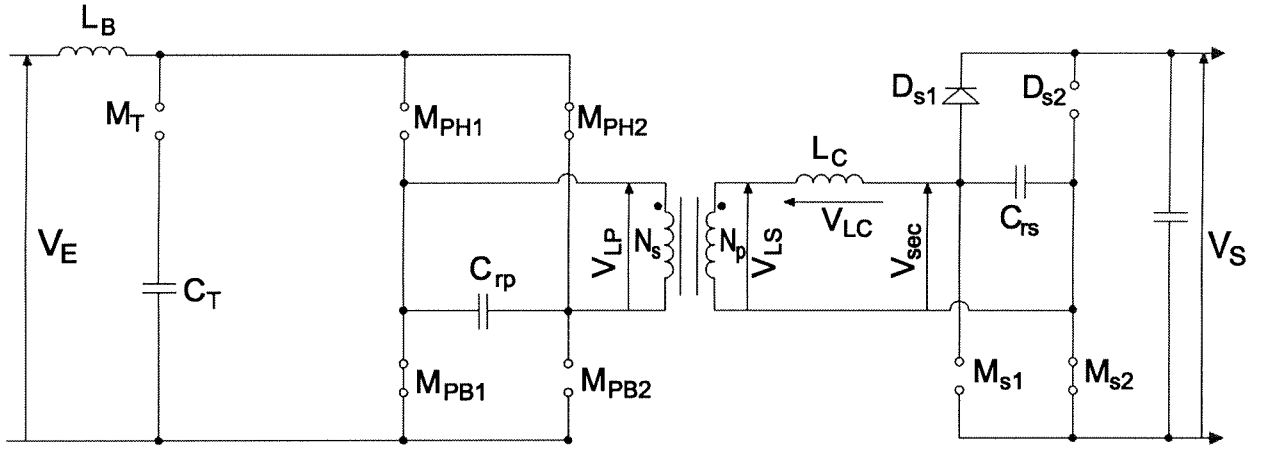 L_B
M_T
M_PH1
M_PH2
D_s1
D_s2
L_C
V_E
C_T
C_rp
V_LP
N_s
N_p
V_LS
V_LC
V_sec
C_rs
V_S
M_PB1
M_PB2
M_s1
M_s2